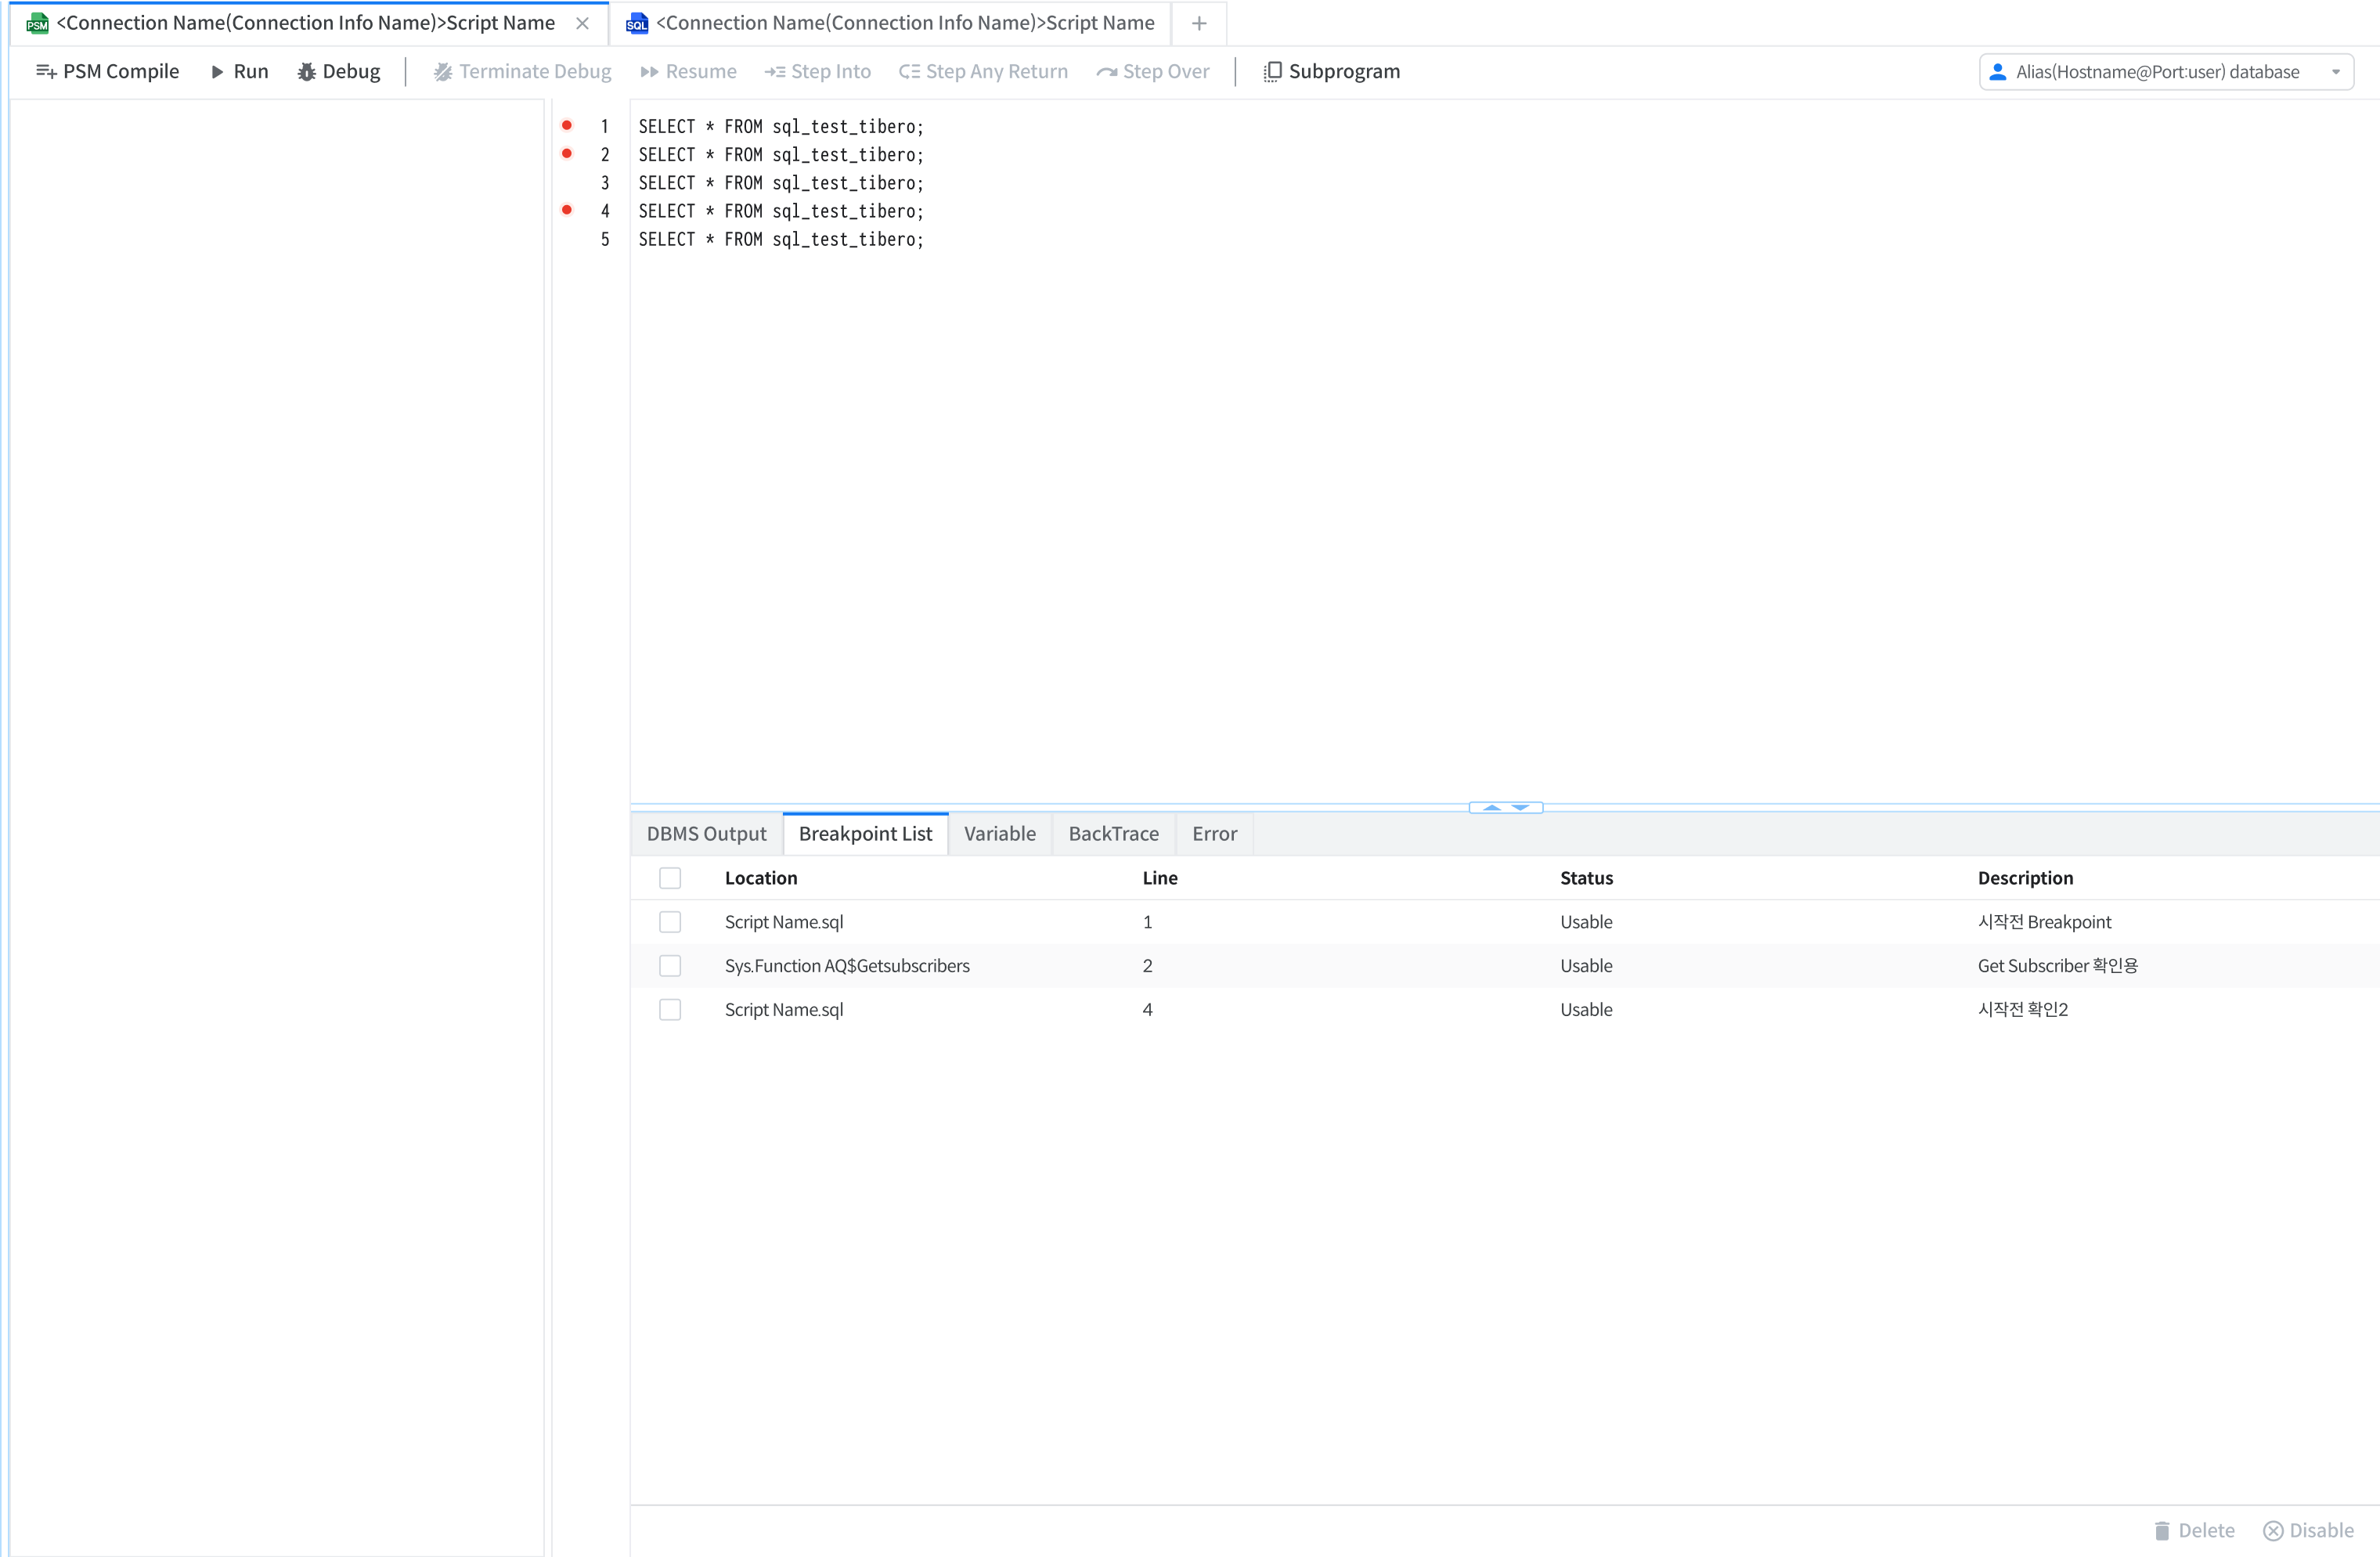 PSM <Connection Name(Connection Info Name)>Script Name SQL <Connection Name(Connection Info Name)>Script Name
PSM Compile Run Debug Terminate Debug Resume Step Into Step Any Return Step Over Subprogram Alias(Hostname@Port:user) database
1 SELECT * FROM sql_test_tibero;
2 SELECT * FROM sql_test_tibero;
3 SELECT * FROM sql_test_tibero;
4 SELECT * FROM sql_test_tibero;
5 SELECT * FROM sql_test_tibero;
DBMS Output Breakpoint List Variable BackTrace Error
Location Line Status Description
Script Name.sql 1 Usable 시작전 Breakpoint
Sys.Function AQ$Getsubscribers 2 Usable Get Subscriber 확인용
Script Name.sql 4 Usable 시작전 확인2
Delete Disable